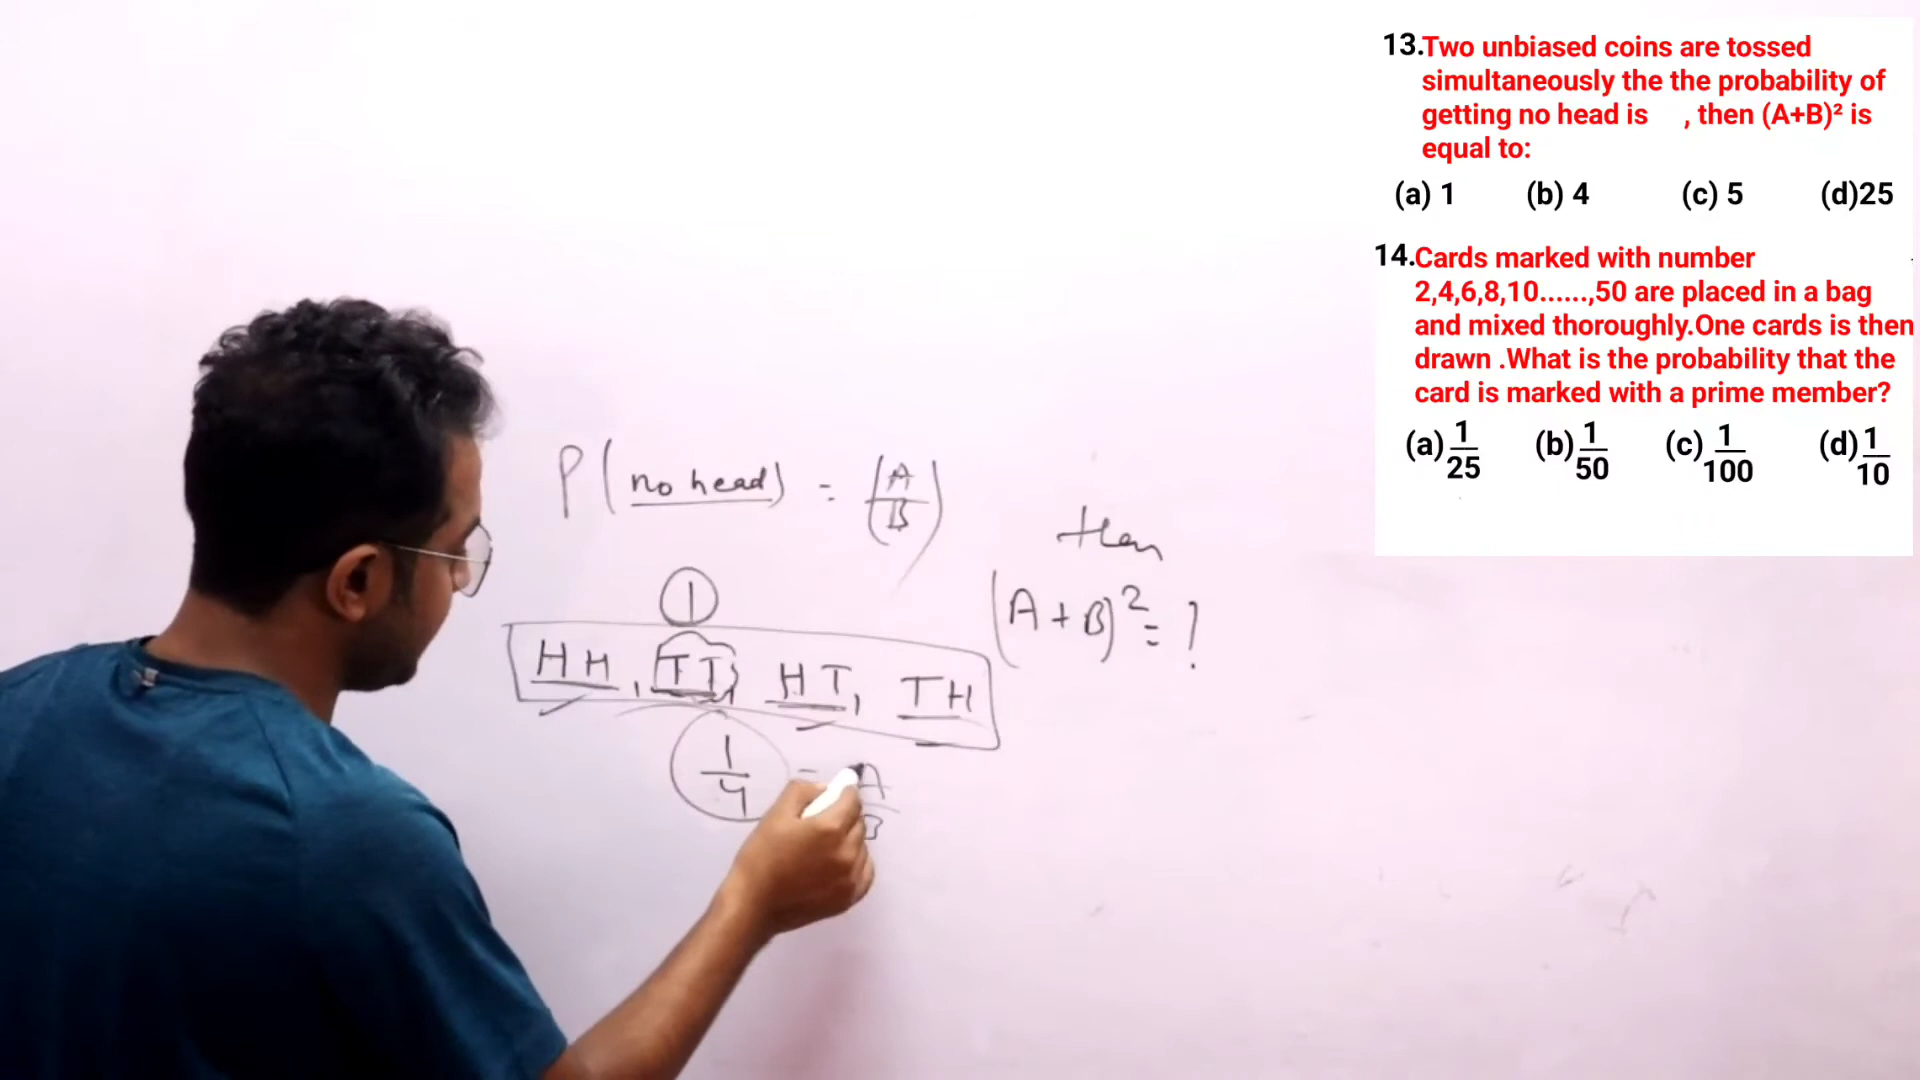 13.Two unbiased coins are tossed
simultaneously the the probability of
getting no head is , then (A+B)² is
equal to:
(a) 1 (b) 4 (c) 5 (d)25
14.Cards marked with number
2,4,6,8,10......,50 are placed in a bag
and mixed thoroughly.One cards is then
drawn .What is the probability that the
card is marked with a prime member?
(a) 1/25 (b) 1/50 (c) 1/100 (d) 1/10
P(no head) = (A/B)
then
(A+B)² = ?
1
HH, TT, HT, TH
1/4 = A/B